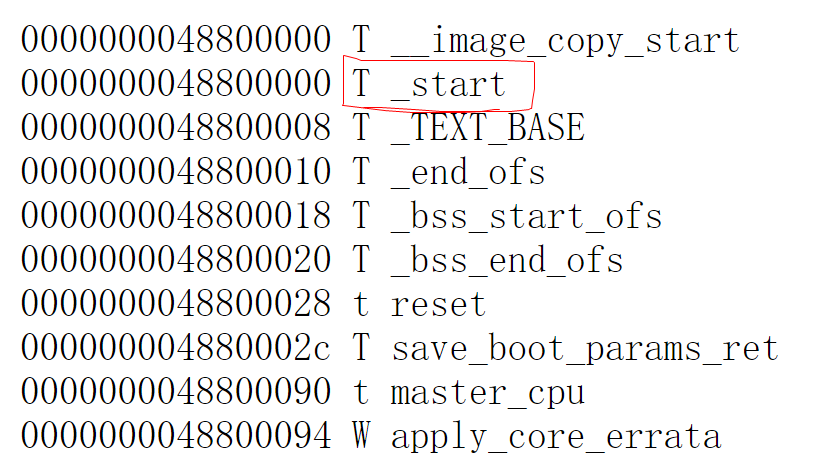 0000000048800000 T __image_copy_start
0000000048800000 T _start
0000000048800008 T _TEXT_BASE
0000000048800010 T _end_ofs
0000000048800018 T _bss_start_ofs
0000000048800020 T _bss_end_ofs
0000000048800028 t reset
000000004880002c T save_boot_params_ret
0000000048800090 t master_cpu
0000000048800094 W apply_core_errata